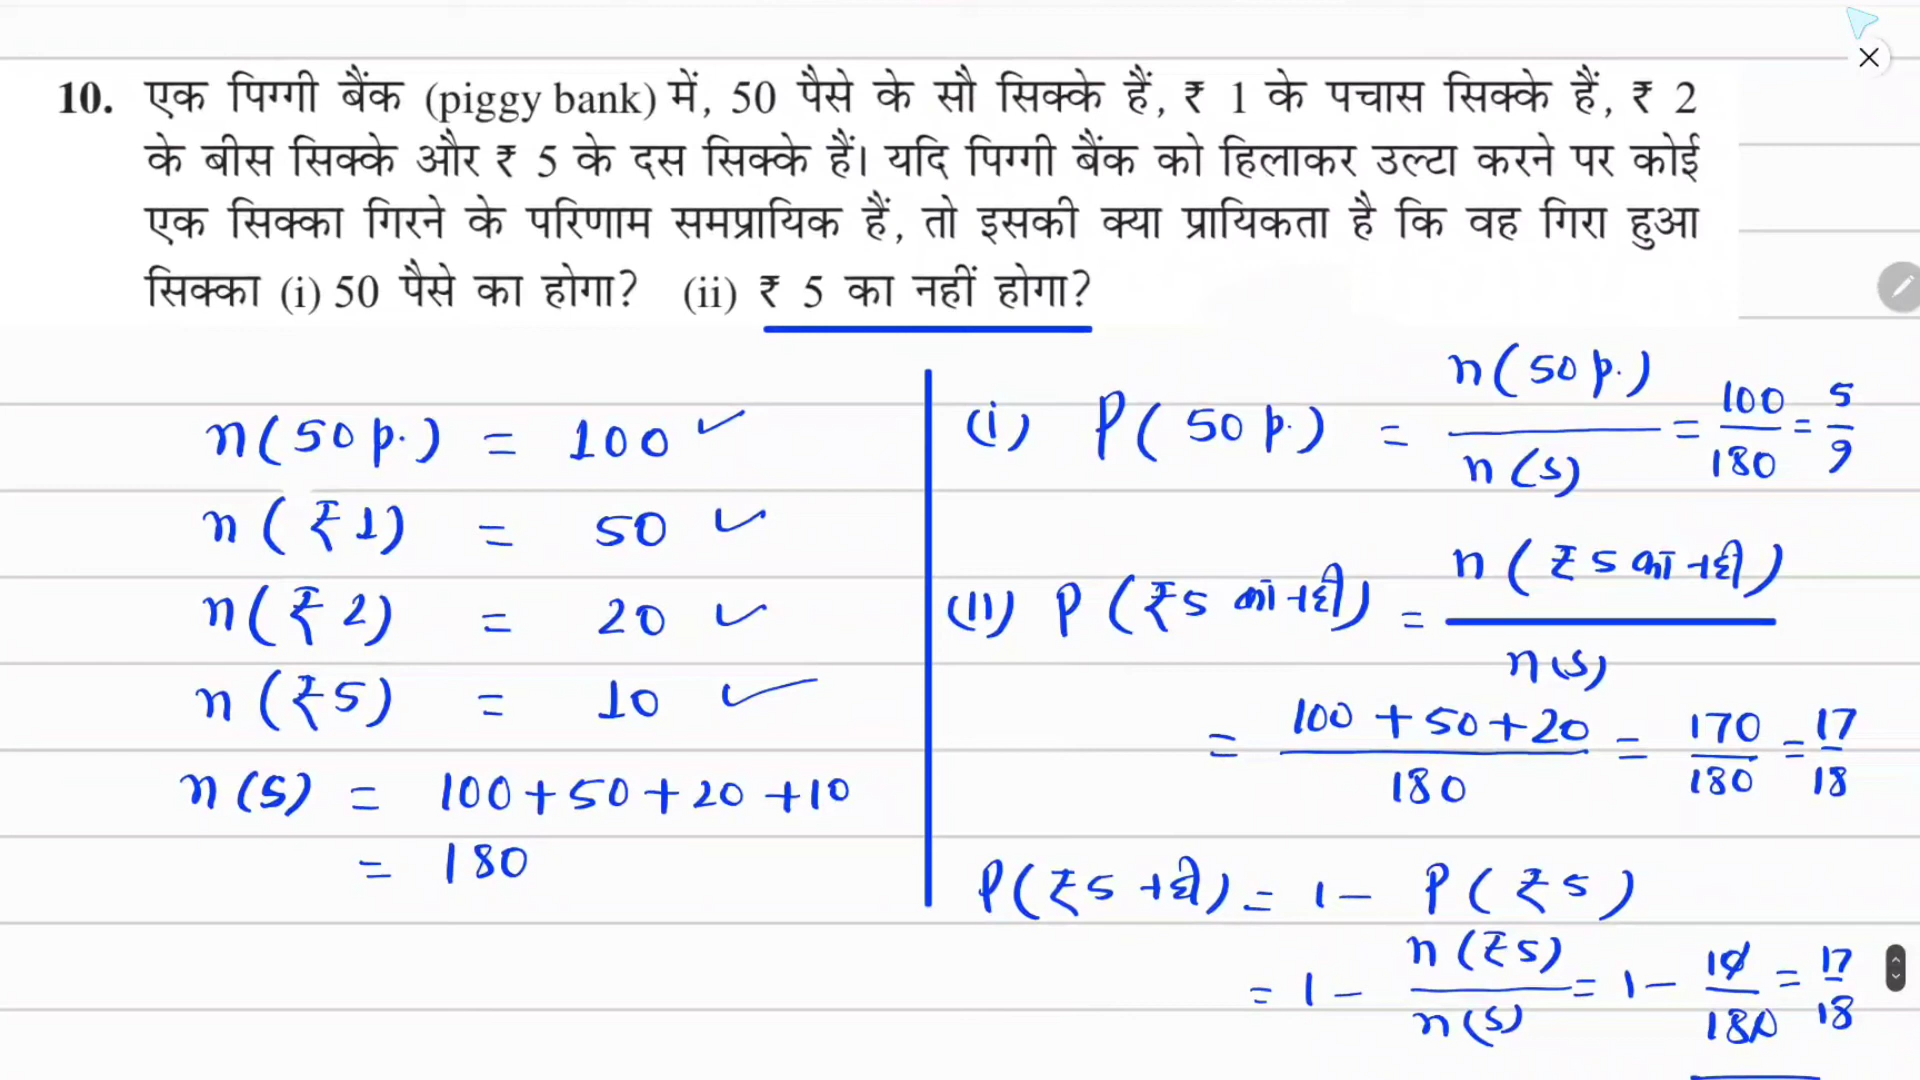 10. एक पिग्गी बैंक (piggy bank) में, 50 पैसे के सौ सिक्के हैं, ₹ 1 के पचास सिक्के हैं, ₹ 2
के बीस सिक्के और ₹ 5 के दस सिक्के हैं। यदि पिग्गी बैंक को हिलाकर उल्टा करने पर कोई
एक सिक्का गिरने के परिणाम समप्रायिक हैं, तो इसकी क्या प्रायिकता है कि वह गिरा हुआ
सिक्का (i) 50 पैसे का होगा? (ii) ₹ 5 का नहीं होगा?
n(50 p.) = 100 ✓
n(₹1) = 50 ✓
n(₹2) = 20 ✓
n(₹5) = 10 ✓
n(S) = 100+50+20+10
= 180
(i) P(50 p.) = n(50 p.)/n(S) = 100/180 = 5/9
(ii) P(₹5 का नहीं) = n(₹5 का नहीं)/n(S)
= 100+50+20/180 = 170/180 = 17/18
P(₹5 नहीं) = 1 - P(₹5)
= 1 - n(₹5)/n(S) = 1 - 10/180 = 17/18